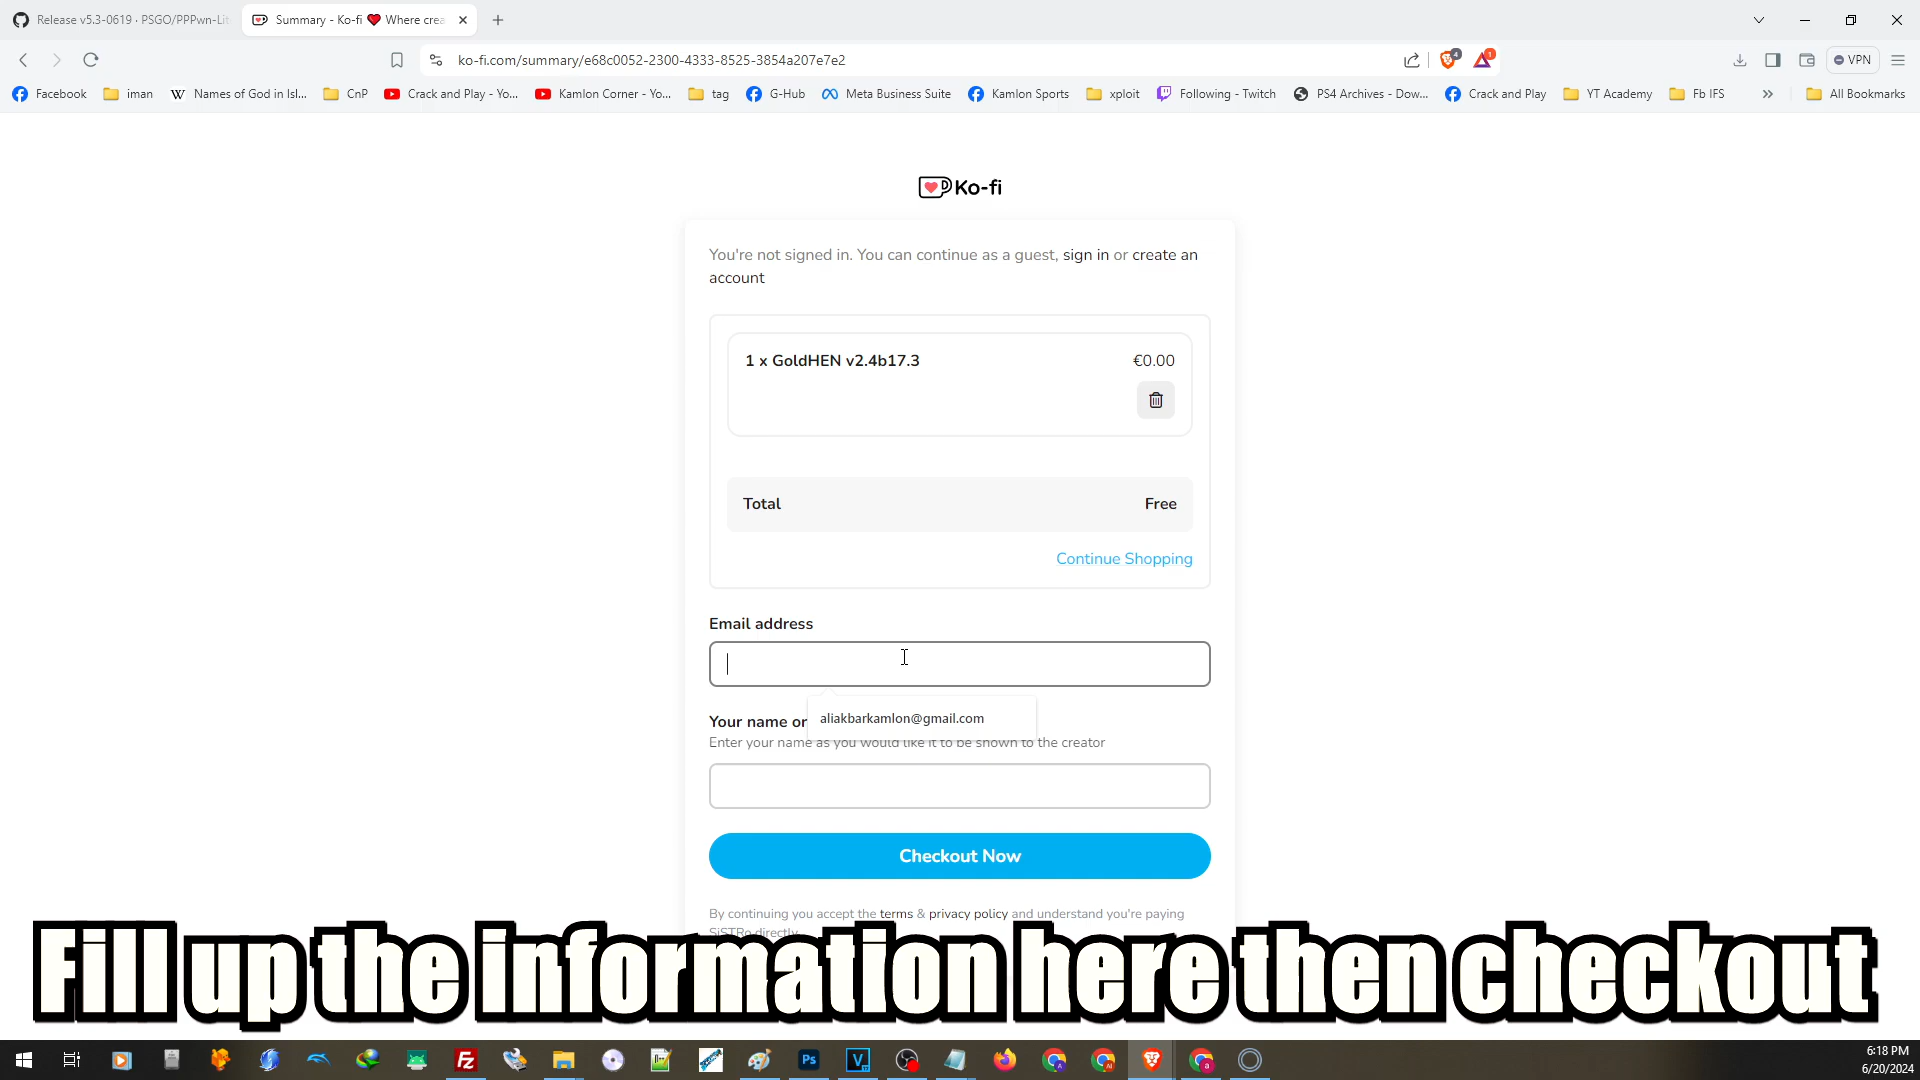 Release v5.3-0619 · PSGO/PPPwn-Lit
Summary - Ko-fi ❤️ Where crea
ko-fi.com/summary/e68c0052-2300-4333-8525-3854a207e7e2
4
1
VPN
Facebook iman Names of God in Isl... CnP Crack and Play - Yo... Kamlon Corner - Yo... tag G-Hub Meta Business Suite Kamlon Sports xploit Following - Twitch PS4 Archives - Dow... Crack and Play YT Academy Fb IFS » All Bookmarks
Ko-fi
You're not signed in. You can continue as a guest, sign in or create an
account
1 x GoldHEN v2.4b17.3 €0.00
Total Free
Continue Shopping
Email address
aliakbarkamlon@gmail.com
Your name or
Enter your name as you would like it to be shown to the creator
Checkout Now
By continuing you accept the terms & privacy policy and understand you're paying
SiSTRo directly.
Fill up the information here then checkout
6:18 PM
6/20/2024